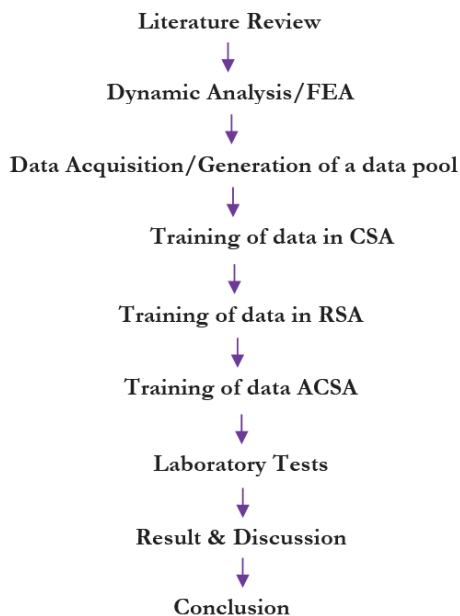 Literature Review
Dynamic Analysis/FEA
Data Acquisition/Generation of a data pool
Training of data in CSA
Training of data in RSA
Training of data ACSA
Laboratory Tests
Result & Discussion
Conclusion